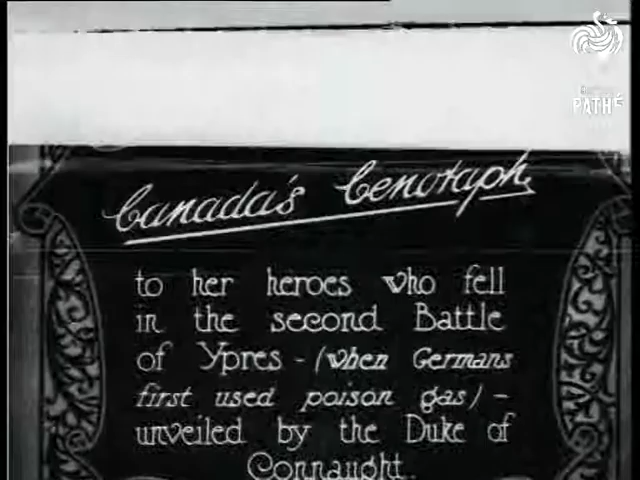 PATHÉ
Canada's Cenotaph
to her heroes who fell
in the second Battle
of Ypres - (when Germans
first used poison gas) -
unveiled by the Duke of
Connaught.